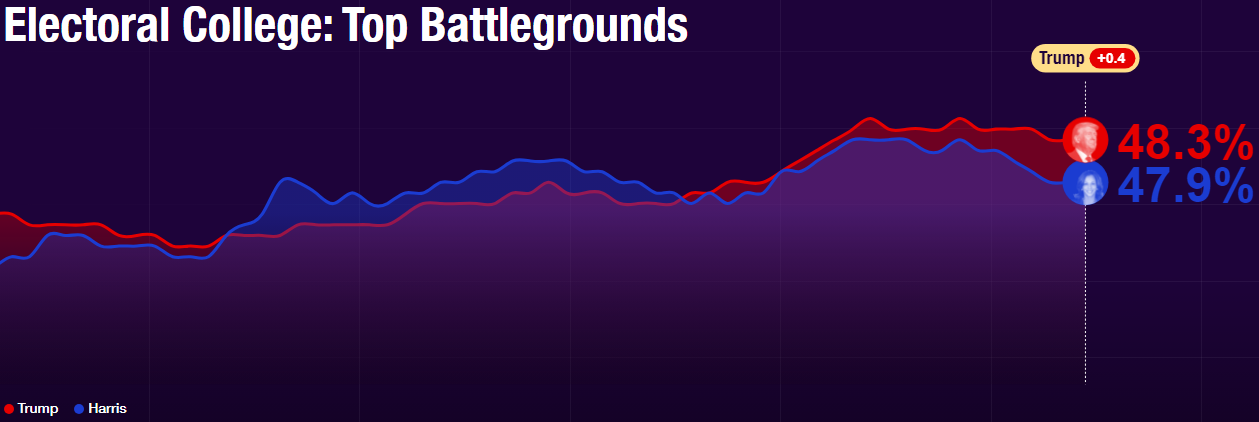 Electoral College: Top Battlegrounds
Trump +0.4
48.3%
47.9%
Trump Harris